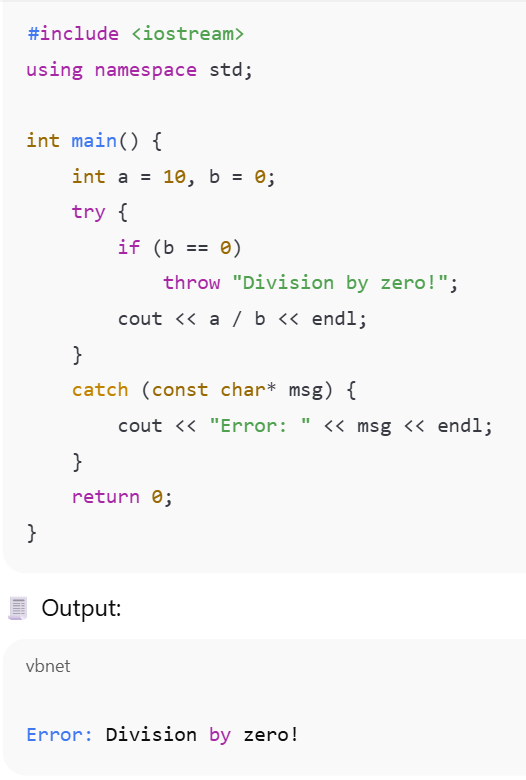 #include <iostream>
using namespace std;
int main() {
int a = 10, b = 0;
try {
if (b == 0)
throw "Division by zero!";
cout << a / b << endl;
}
catch (const char* msg) {
cout << "Error: " << msg << endl;
}
return 0;
}
Output:
vbnet
Error: Division by zero!